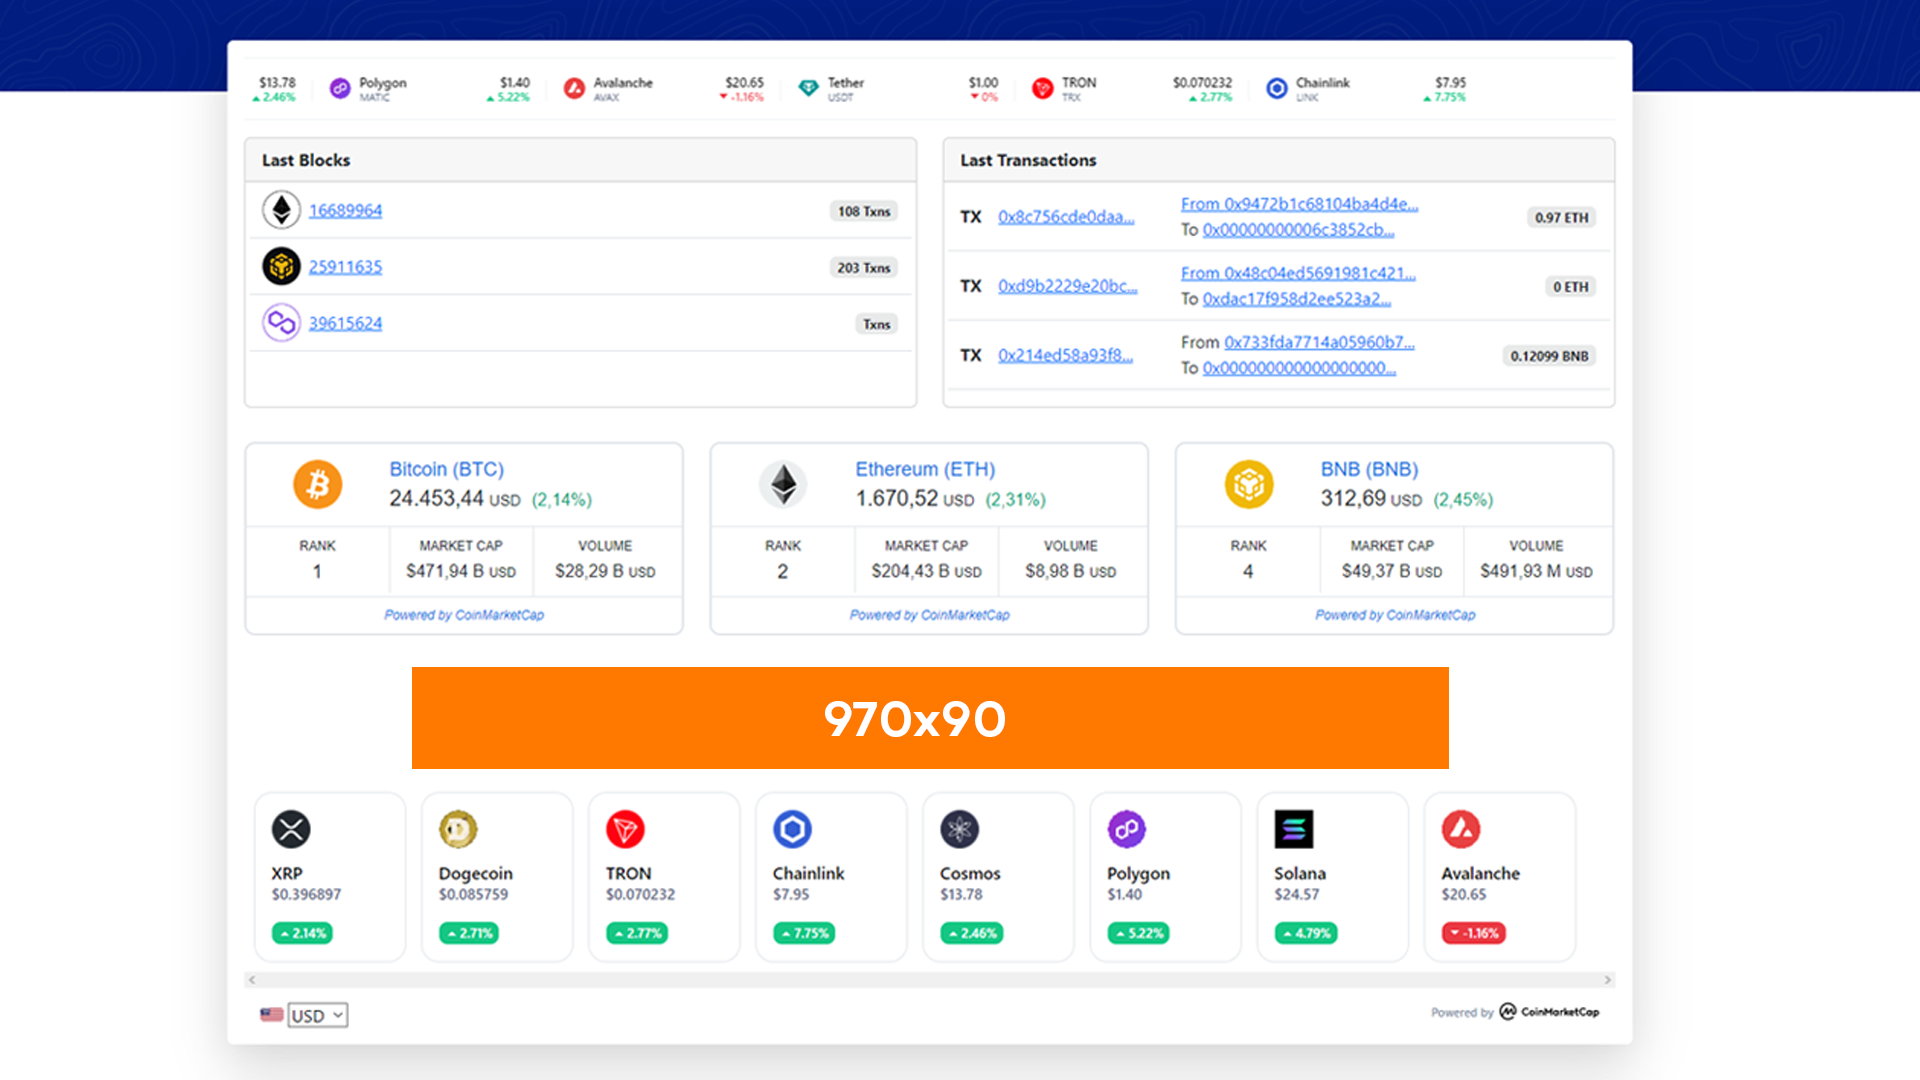 $13.78 Polygon $1.40 Avalanche $20.65 Tether $1.00 TRON $0.070232 Chainlink $7.95
2.46% MATIC 5.22% AVAX -1.16% USDT 0% TRX 2.77% LINK 7.75%
Last Blocks
16689964 108 Txns
25911635 203 Txns
39615624 Txns
Last Transactions
TX 0x8c756cde0daa... From 0x9472b1c68104ba4d4e... 0.97 ETH
To 0x00000000006c3852cb...
TX 0xd9b2229e20bc... From 0x48c04ed5691981c421... 0 ETH
To 0xdac17f958d2ee523a2...
TX 0x214ed58a93f8... From 0x733fda7714a05960b7... 0.12099 BNB
To 0x000000000000000000...
Bitcoin (BTC)
24.453,44 USD (2,14%)
RANK MARKET CAP VOLUME
1 $471,94 B USD $28,29 B USD
Powered by CoinMarketCap
Ethereum (ETH)
1.670,52 USD (2,31%)
RANK MARKET CAP VOLUME
2 $204,43 B USD $8,98 B USD
Powered by CoinMarketCap
BNB (BNB)
312,69 USD (2,45%)
RANK MARKET CAP VOLUME
4 $49,37 B USD $491,93 M USD
Powered by CoinMarketCap
970x90
XRP
$0.396897
2.14%
Dogecoin
$0.085759
2.71%
TRON
$0.070232
2.77%
Chainlink
$7.95
7.75%
Cosmos
$13.78
2.46%
Polygon
$1.40
5.22%
Solana
$24.57
4.79%
Avalanche
$20.65
-1.16%
USD
Powered by CoinMarketCap